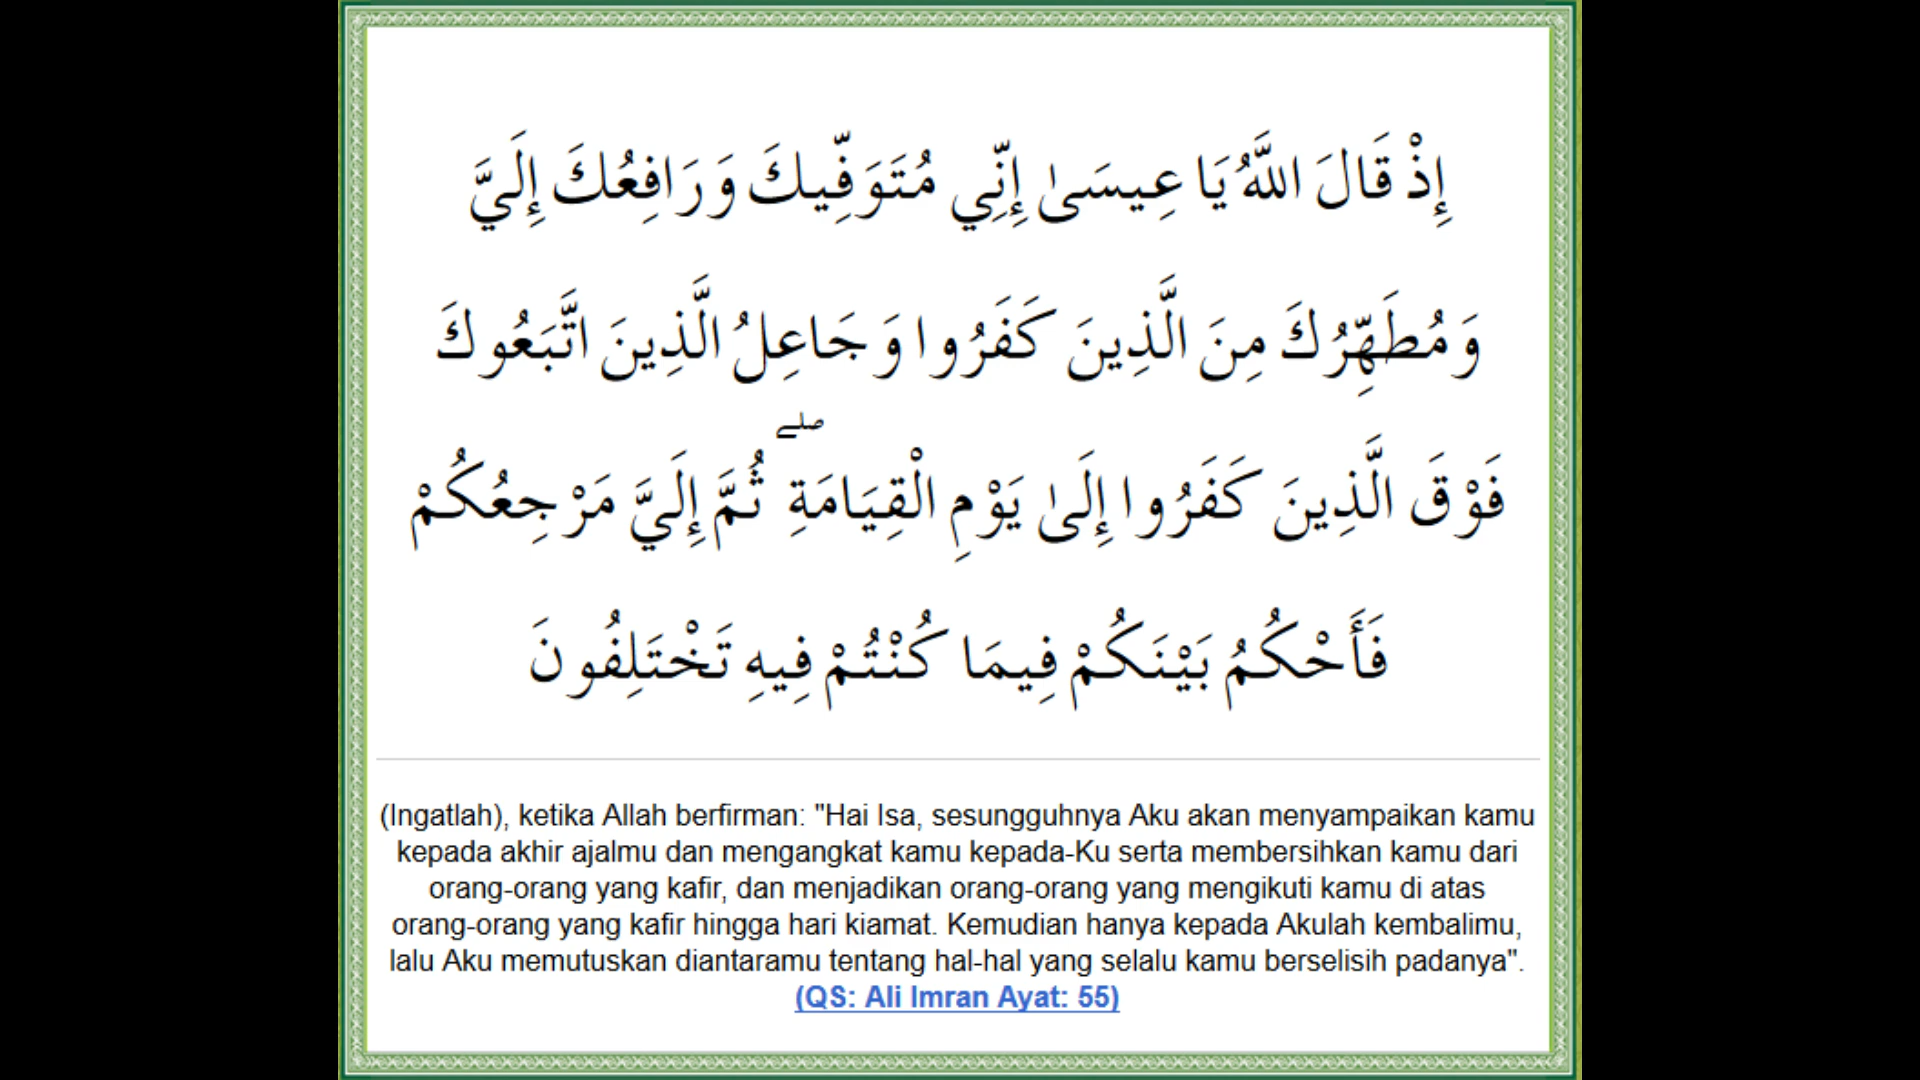 إِذْ قَالَ اللَّهُ يَا عِيسَىٰ إِنِّي مُتَوَفِّيكَ وَرَافِعُكَ إِلَيَّ
وَمُطَهِّرُكَ مِنَ الَّذِينَ كَفَرُوا وَجَاعِلُ الَّذِينَ اتَّبَعُوكَ
فَوْقَ الَّذِينَ كَفَرُوا إِلَىٰ يَوْمِ الْقِيَامَةِ ۖ ثُمَّ إِلَيَّ مَرْجِعُكُمْ
فَأَحْكُمُ بَيْنَكُمْ فِيمَا كُنْتُمْ فِيهِ تَخْتَلِفُونَ
(Ingatlah), ketika Allah berfirman: "Hai Isa, sesungguhnya Aku akan menyampaikan kamu
kepada akhir ajalmu dan mengangkat kamu kepada-Ku serta membersihkan kamu dari
orang-orang yang kafir, dan menjadikan orang-orang yang mengikuti kamu di atas
orang-orang yang kafir hingga hari kiamat. Kemudian hanya kepada Akulah kembalimu,
lalu Aku memutuskan diantaramu tentang hal-hal yang selalu kamu berselisih padanya".
(QS: Ali Imran Ayat: 55)